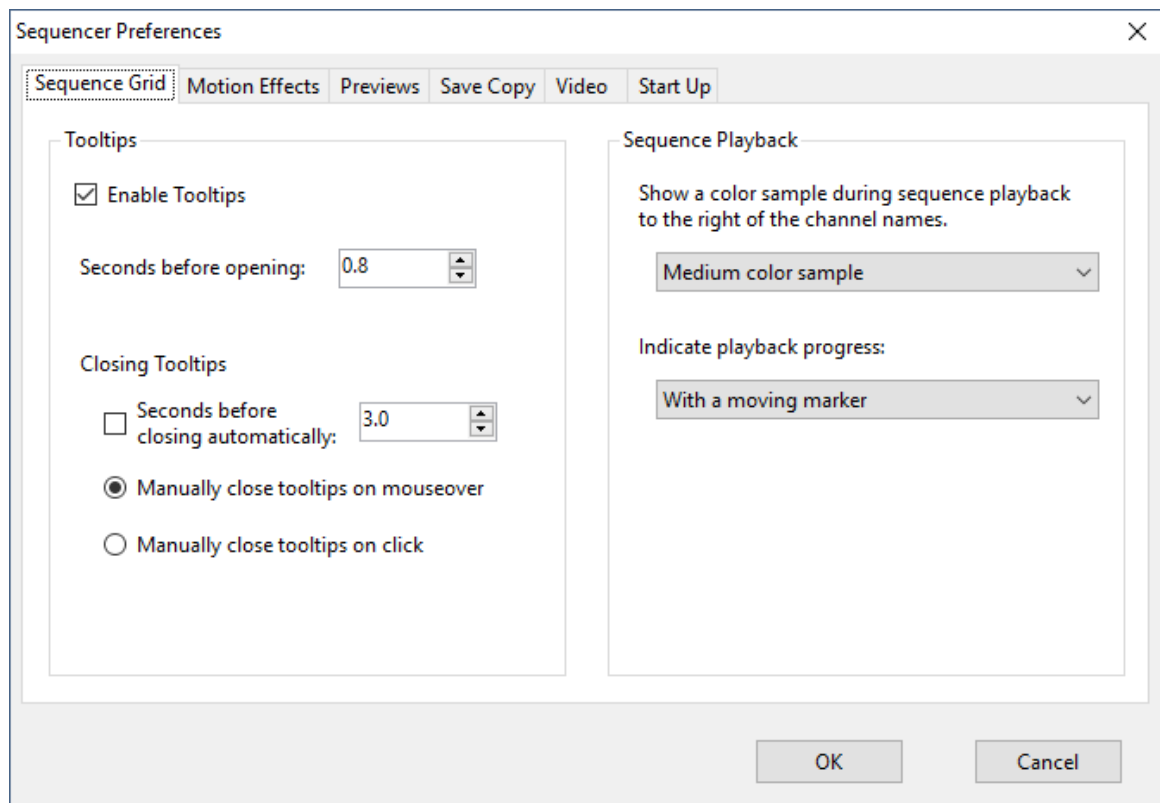 Sequencer Preferences
Sequence Grid Motion Effects Previews Save Copy Video Start Up
Tooltips
Enable Tooltips
Seconds before opening: 0.8
Closing Tooltips
Seconds before
closing automatically: 3.0
Manually close tooltips on mouseover
Manually close tooltips on click
Sequence Playback
Show a color sample during sequence playback
to the right of the channel names.
Medium color sample
Indicate playback progress:
With a moving marker
OK Cancel